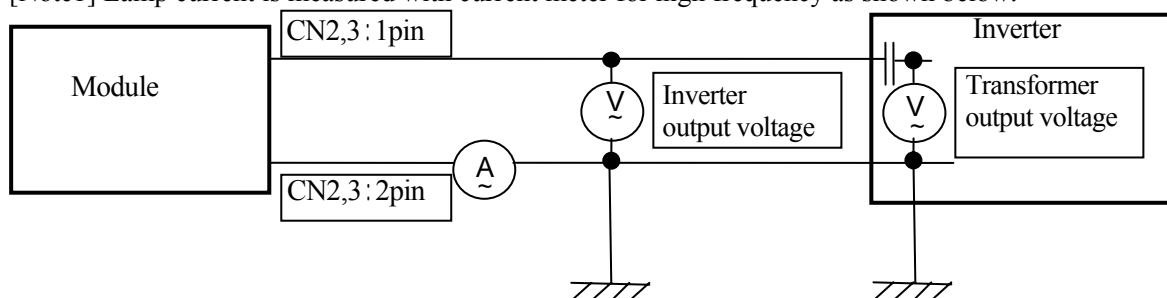 [Note1] Lamp current is measured with current meter for high frequency as shown below.
CN2,3 : 1pin
Inverter
Module
V
~
Inverter
output voltage
V
~
Transformer
output voltage
A
~
CN2,3 : 2pin